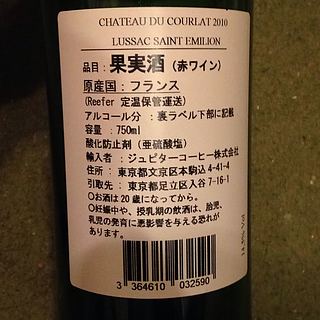 CHATEAU DU COURLAT 2010
LUSSAC SAINT EMILION
品目：果実酒（赤ワイン）
原産国：フランス
(Reefer 定温保管運送)
アルコール分 ：裏ラベル下部に記載
容量 ：750ml
酸化防止剤（亜硫酸塩）
輸入者：ジュピターコーヒー株式会社
住所：東京都文京区本駒込4-41-4
引取先：東京都足立区入谷7-16-1
○お酒は20歳になってから。
○妊娠中や、授乳期の飲酒は、胎児、
乳児の発育に悪影響を与える恐れが
あります。
3 364610 032590